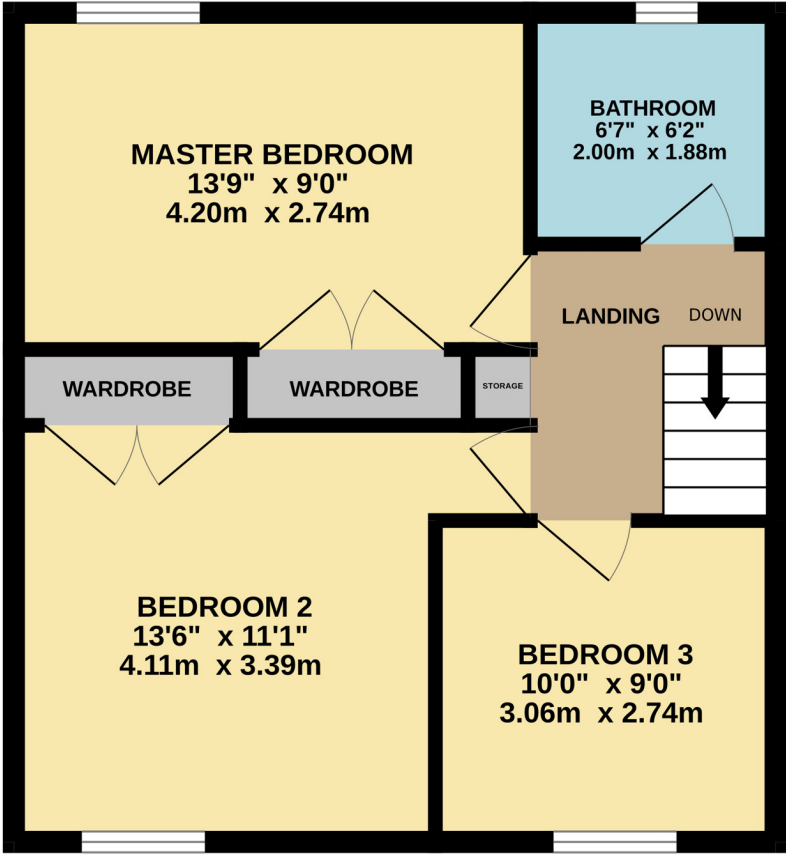 MASTER BEDROOM
13'9" x 9'0"
4.20m x 2.74m
BATHROOM
6'7" x 6'2"
2.00m x 1.88m
LANDING
DOWN
WARDROBE
WARDROBE
STORAGE
BEDROOM 2
13'6" x 11'1"
4.11m x 3.39m
BEDROOM 3
10'0" x 9'0"
3.06m x 2.74m